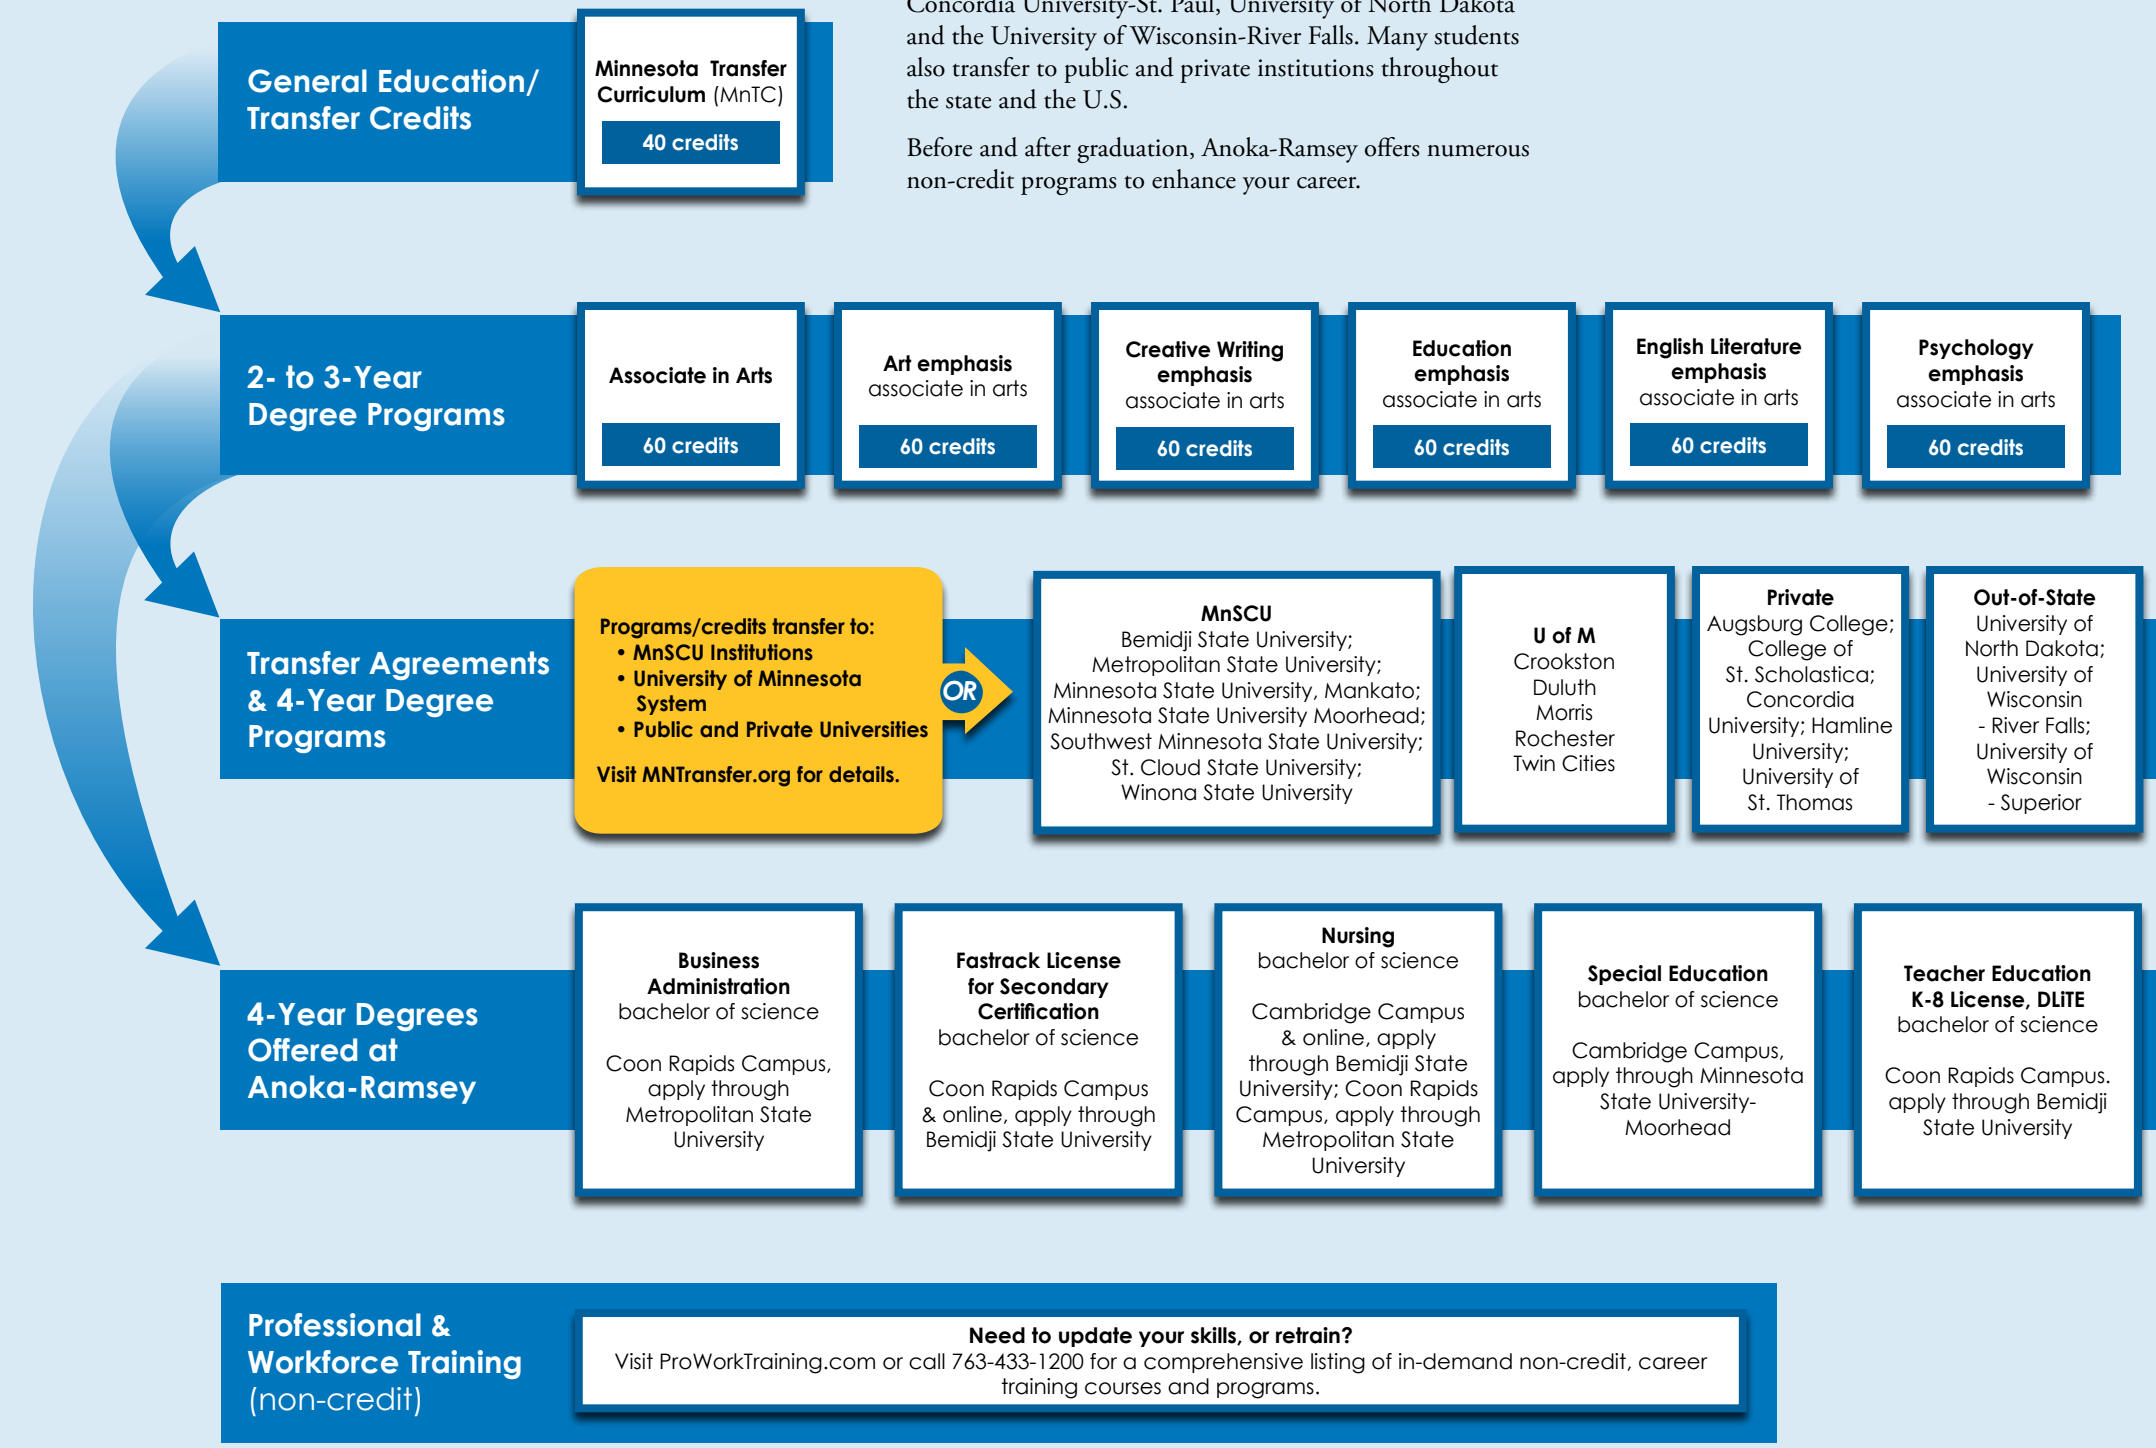 Concordia University-St. Paul, University of North Dakota
and the University of Wisconsin-River Falls. Many students
also transfer to public and private institutions throughout
the state and the U.S.
Before and after graduation, Anoka-Ramsey offers numerous
non-credit programs to enhance your career.
General Education/
Transfer Credits
Minnesota Transfer
Curriculum (MnTC)
40 credits
2- to 3-Year
Degree Programs
Associate in Arts
60 credits
Art emphasis
associate in arts
60 credits
Creative Writing
emphasis
associate in arts
60 credits
Education
emphasis
associate in arts
60 credits
English Literature
emphasis
associate in arts
60 credits
Psychology
emphasis
associate in arts
60 credits
Transfer Agreements
& 4-Year Degree
Programs
Programs/credits transfer to:
• MnSCU Institutions
• University of Minnesota
System
• Public and Private Universities
Visit MNTransfer.org for details.
OR
MnSCU
Bemidji State University;
Metropolitan State University;
Minnesota State University, Mankato;
Minnesota State University Moorhead;
Southwest Minnesota State University;
St. Cloud State University;
Winona State University
U of M
Crookston
Duluth
Morris
Rochester
Twin Cities
Private
Augsburg College;
College of
St. Scholastica;
Concordia
University; Hamline
University;
University of
St. Thomas
Out-of-State
University of
North Dakota;
University of
Wisconsin
- River Falls;
University of
Wisconsin
- Superior
4-Year Degrees
Offered at
Anoka-Ramsey
Business
Administration
bachelor of science
Coon Rapids Campus,
apply through
Metropolitan State
University
Fastrack License
for Secondary
Certification
bachelor of science
Coon Rapids Campus
& online, apply through
Bemidji State University
Nursing
bachelor of science
Cambridge Campus
& online, apply
through Bemidji State
University; Coon Rapids
Campus, apply through
Metropolitan State
University
Special Education
bachelor of science
Cambridge Campus,
apply through Minnesota
State University-
Moorhead
Teacher Education
K-8 License, DLiTE
bachelor of science
Coon Rapids Campus.
apply through Bemidji
State University
Professional &
Workforce Training
(non-credit)
Need to update your skills, or retrain?
Visit ProWorkTraining.com or call 763-433-1200 for a comprehensive listing of in-demand non-credit, career
training courses and programs.